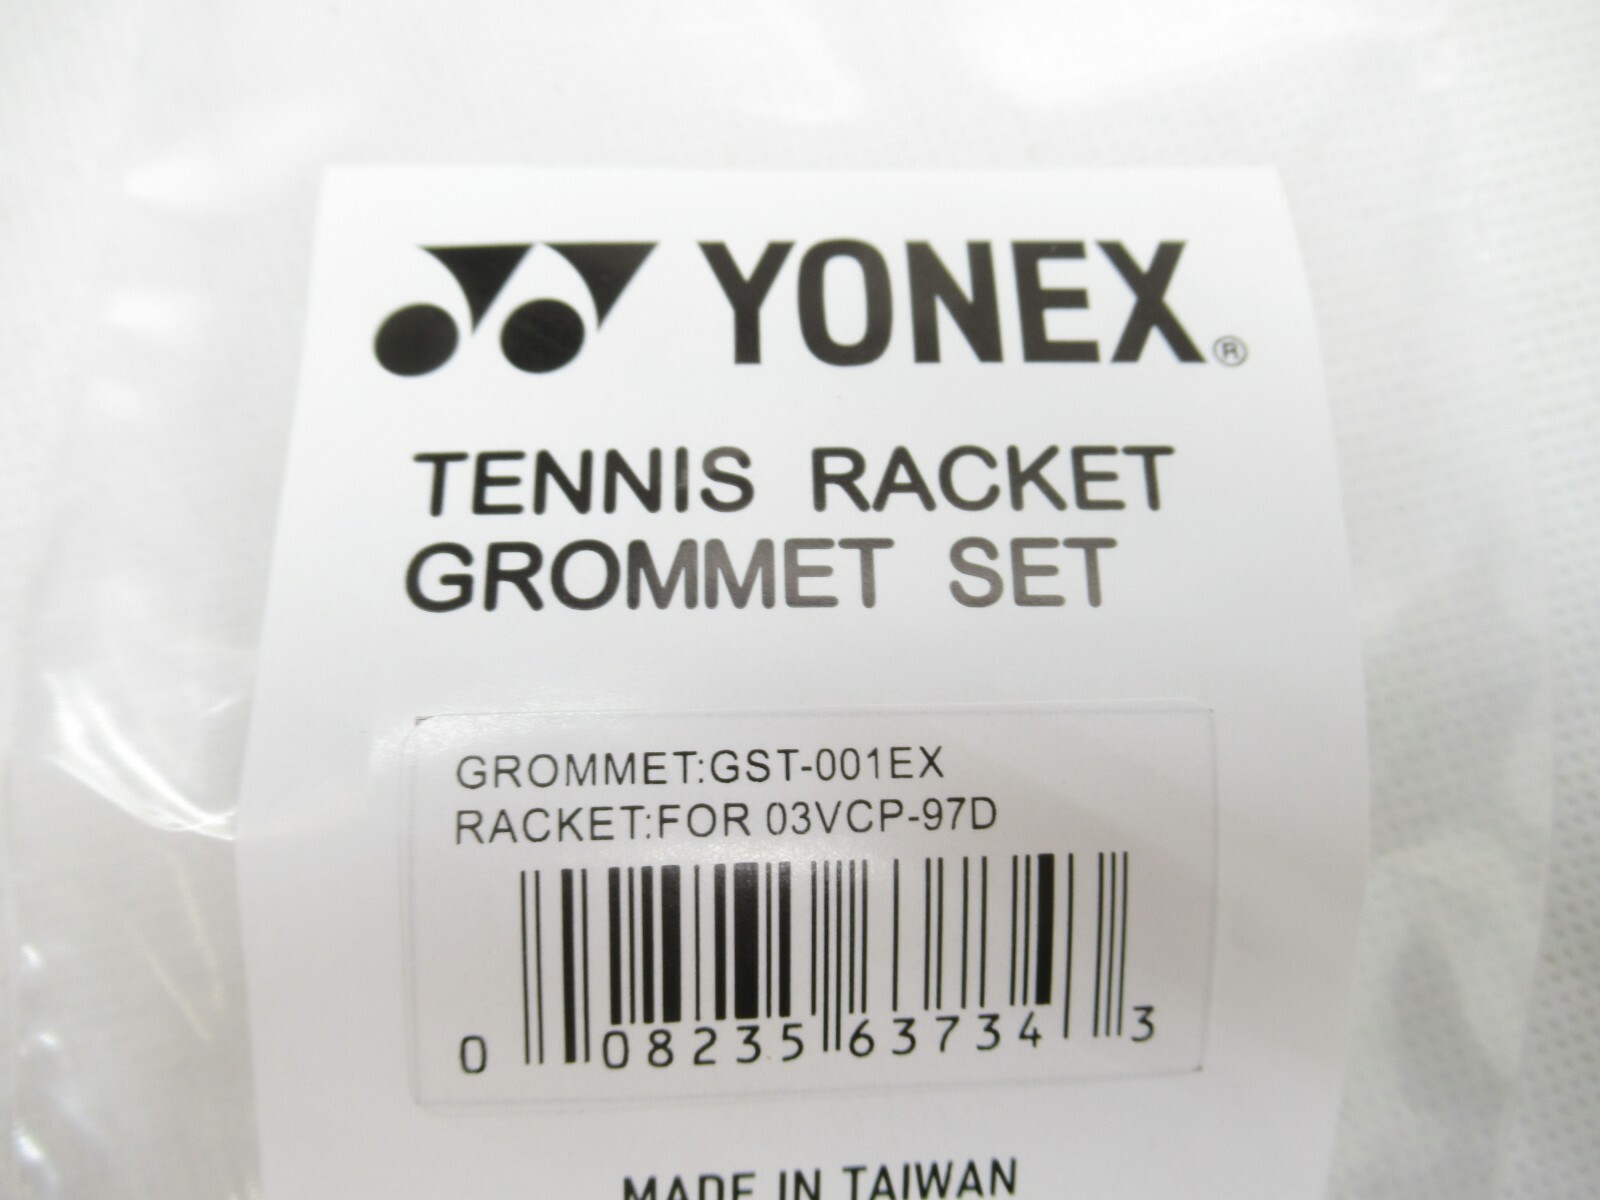 YONEX®
TENNIS RACKET
GROMMET SET
GROMMET:GST-001EX
RACKET:FOR 03VCP-97D
0 08235 63734 3
MADE IN TAIWAN